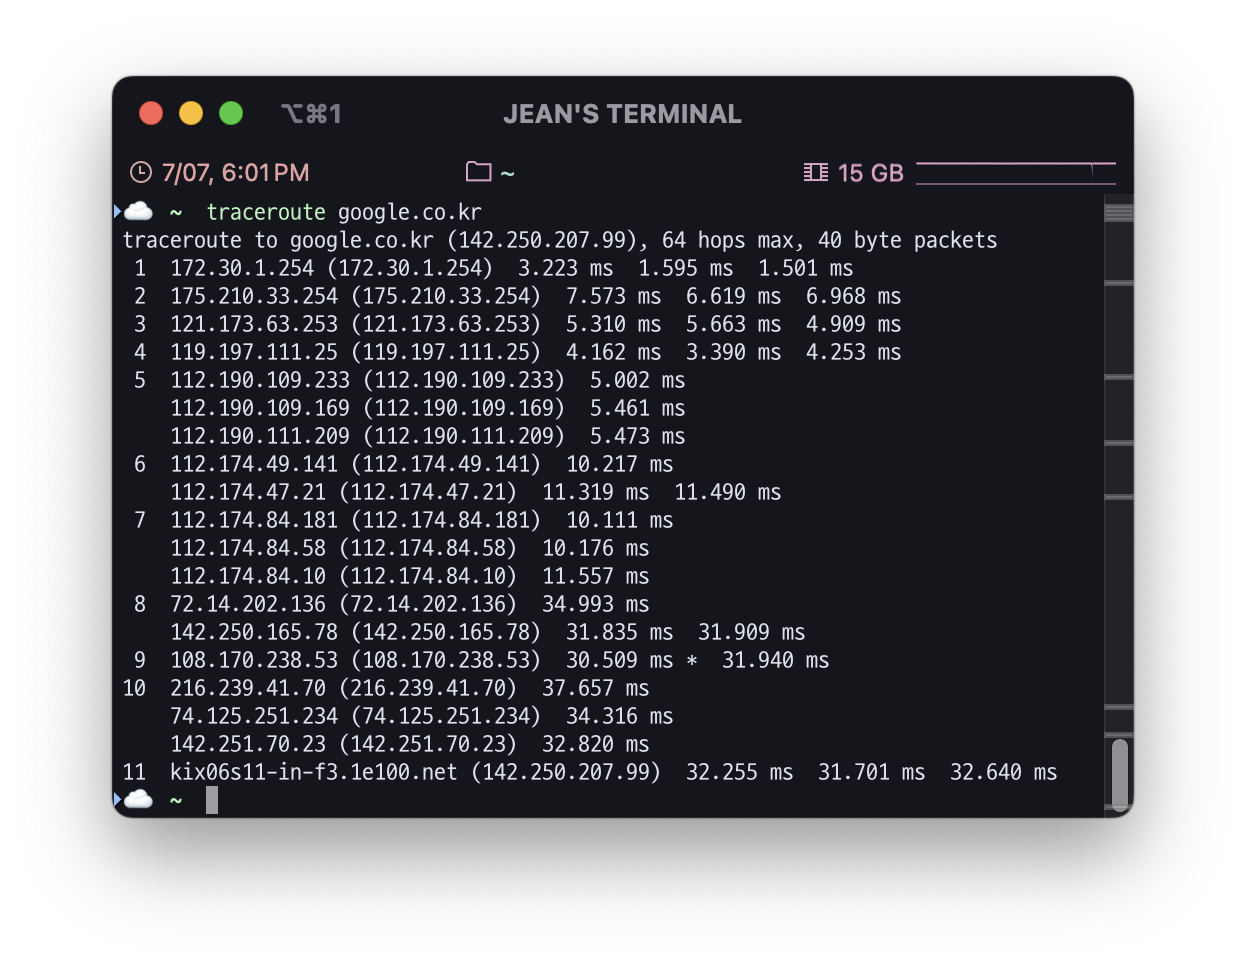 ⌥⌘1 JEAN'S TERMINAL
7/07, 6:01 PM ~ 15 GB
~ traceroute google.co.kr
traceroute to google.co.kr (142.250.207.99), 64 hops max, 40 byte packets
1 172.30.1.254 (172.30.1.254) 3.223 ms 1.595 ms 1.501 ms
2 175.210.33.254 (175.210.33.254) 7.573 ms 6.619 ms 6.968 ms
3 121.173.63.253 (121.173.63.253) 5.310 ms 5.663 ms 4.909 ms
4 119.197.111.25 (119.197.111.25) 4.162 ms 3.390 ms 4.253 ms
5 112.190.109.233 (112.190.109.233) 5.002 ms
112.190.109.169 (112.190.109.169) 5.461 ms
112.190.111.209 (112.190.111.209) 5.473 ms
6 112.174.49.141 (112.174.49.141) 10.217 ms
112.174.47.21 (112.174.47.21) 11.319 ms 11.490 ms
7 112.174.84.181 (112.174.84.181) 10.111 ms
112.174.84.58 (112.174.84.58) 10.176 ms
112.174.84.10 (112.174.84.10) 11.557 ms
8 72.14.202.136 (72.14.202.136) 34.993 ms
142.250.165.78 (142.250.165.78) 31.835 ms 31.909 ms
9 108.170.238.53 (108.170.238.53) 30.509 ms * 31.940 ms
10 216.239.41.70 (216.239.41.70) 37.657 ms
74.125.251.234 (74.125.251.234) 34.316 ms
142.251.70.23 (142.251.70.23) 32.820 ms
11 kix06s11-in-f3.1e100.net (142.250.207.99) 32.255 ms 31.701 ms 32.640 ms
~